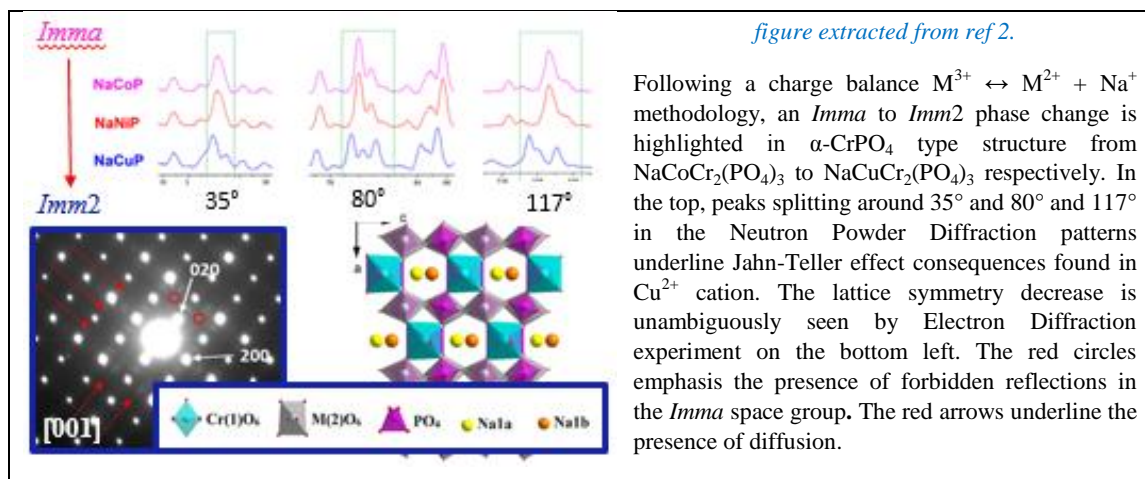 Imma
NaCoP
NaNiP
NaCuP
Imm2
35°
80°
117°
c
a
020
200
[001]
Cr(1)O₆
M(2)O₆
PO₄
Na1a
Na1b
figure extracted from ref 2.
Following a charge balance M³⁺ ↔ M²⁺ + Na⁺
methodology, an Imma to Imm2 phase change is
highlighted in α-CrPO₄ type structure from
NaCoCr₂(PO₄)₃ to NaCuCr₂(PO₄)₃ respectively. In
the top, peaks splitting around 35° and 80° and 117°
in the Neutron Powder Diffraction patterns
underline Jahn-Teller effect consequences found in
Cu²⁺ cation. The lattice symmetry decrease is
unambiguously seen by Electron Diffraction
experiment on the bottom left. The red circles
emphasis the presence of forbidden reflections in
the Imma space group. The red arrows underline the
presence of diffusion.